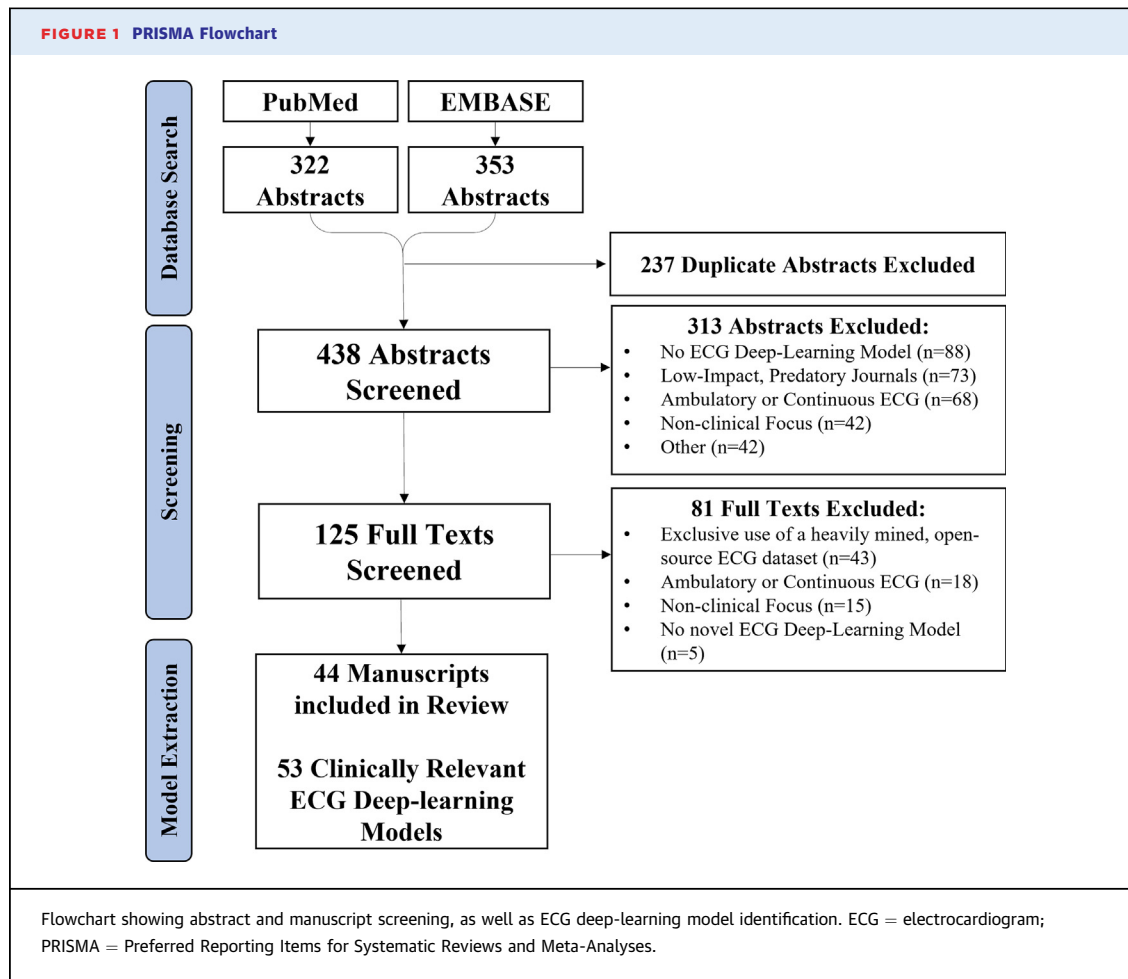 FIGURE 1 PRISMA Flowchart
Database Search
PubMed
EMBASE
322
Abstracts
353
Abstracts
237 Duplicate Abstracts Excluded
Screening
438 Abstracts
Screened
313 Abstracts Excluded:
• No ECG Deep-Learning Model (n=88)
• Low-Impact, Predatory Journals (n=73)
• Ambulatory or Continuous ECG (n=68)
• Non-clinical Focus (n=42)
• Other (n=42)
125 Full Texts
Screened
81 Full Texts Excluded:
• Exclusive use of a heavily mined, open-
source ECG dataset (n=43)
• Ambulatory or Continuous ECG (n=18)
• Non-clinical Focus (n=15)
• No novel ECG Deep-Learning Model
(n=5)
Model Extraction
44 Manuscripts
included in Review
53 Clinically Relevant
ECG Deep-learning
Models
Flowchart showing abstract and manuscript screening, as well as ECG deep-learning model identification. ECG = electrocardiogram;
PRISMA = Preferred Reporting Items for Systematic Reviews and Meta-Analyses.